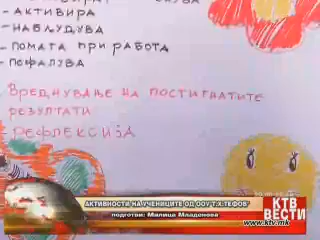 - АКТИВИРА
- НАБЉУДУВА
- ПОМАГА ПРИ РАБОТА
- ПОФАЛУВА
ВРЕДНУВАЊЕ НА ПОСТИГНАТИТЕ
РЕЗУЛТАТИ
- РЕФЛЕКСИЈА
АКТИВНОСТИ НА УЧЕНИЦИТЕ ОД ООУ"Т.Х.ТЕФОВ"
подготви: Малица Младенова
КТВ
ВЕСТИ
www.ktv.mk